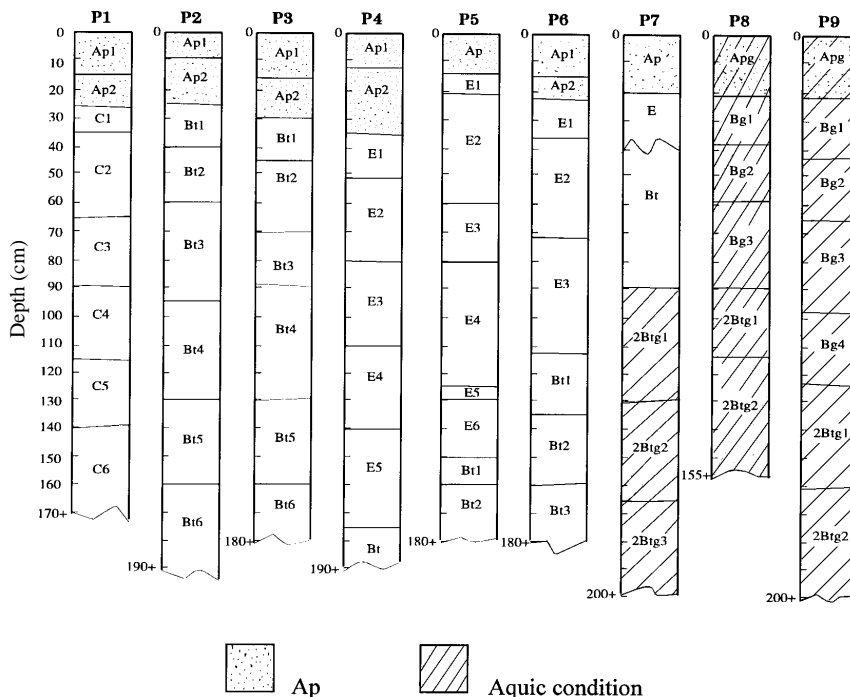 P1 P2 P3 P4 P5 P6 P7 P8 P9
Depth (cm)
0
10
20
30
40
50
60
70
80
90
100
110
120
130
140
150
160
170+
Ap1
Ap2
C1
C2
C3
C4
C5
C6
0
Ap1
Ap2
Bt1
Bt2
Bt3
Bt4
Bt5
Bt6
190+
0
Ap1
Ap2
Bt1
Bt2
Bt3
Bt4
Bt5
Bt6
180+
0
Ap1
Ap2
E1
E2
E3
E4
E5
Bt
190+
0
Ap
E1
E2
E3
E4
E5
E6
Bt1
Bt2
180+
0
Ap1
Ap2
E1
E2
E3
Bt1
Bt2
Bt3
180+
0
Ap
E
Bt
2Btg1
2Btg2
2Btg3
200+
0
Apg
Bg1
Bg2
Bg3
2Btg1
2Btg2
155+
0
Apg
Bg1
Bg2
Bg3
Bg4
2Btg1
2Btg2
200+
Ap
Aquic condition